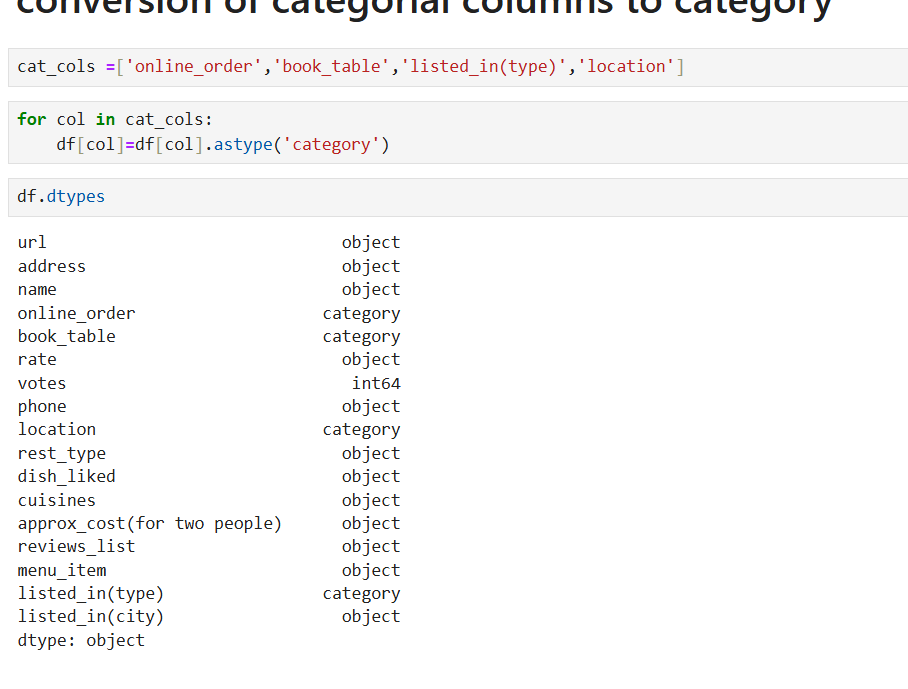 conversion of categorial columns to category
cat_cols =['online_order','book_table','listed_in(type)','location']
for col in cat_cols:
    df[col]=df[col].astype('category')
df.dtypes
url                                object
address                            object
name                               object
online_order                     category
book_table                       category
rate                               object
votes                               int64
phone                              object
location                         category
rest_type                          object
dish_liked                         object
cuisines                           object
approx_cost(for two people)        object
reviews_list                       object
menu_item                          object
listed_in(type)                  category
listed_in(city)                    object
dtype: object